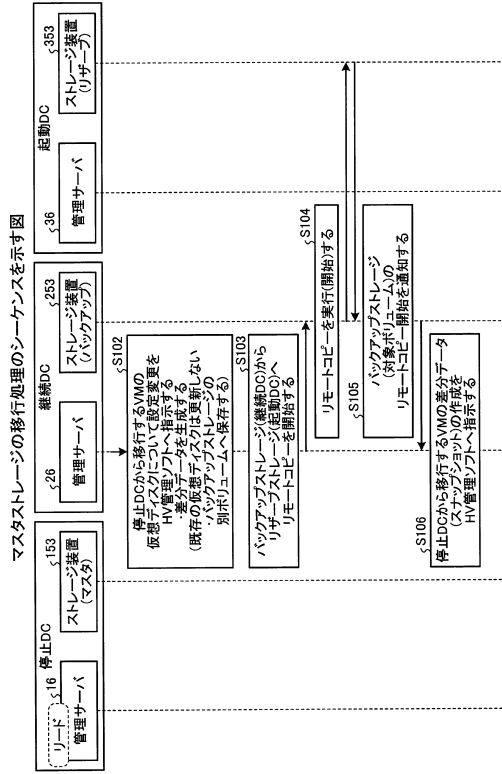 マスタストレージの移行処理のシーケンスを示す図
停止DC
リード
16
管理サーバ
153
ストレージ装置
(マスタ)
継続DC
26
管理サーバ
253
ストレージ装置
(バックアップ)
起動DC
36
管理サーバ
353
ストレージ装置
(リザーブ)
S102
停止DCから移行するVMの
仮想ディスクについて設定変更を
HV管理ソフトへ指示する
・差分データを生成する
(既存の仮想ディスクは更新しない)
・バックアップストレージの
別ボリュームへ保存する)
S103
バックアップストレージ(継続DC)から
リザーブストレージ(起動DC)へ
リモートコピーを開始する
S104
リモートコピーを実行(開始)する
S105
バックアップストレージ
(対象ボリューム)の
リモートコピー開始を通知する
S106
停止DCから移行するVMの差分データ
(スナップショット)の作成を
HV管理ソフトへ指示する